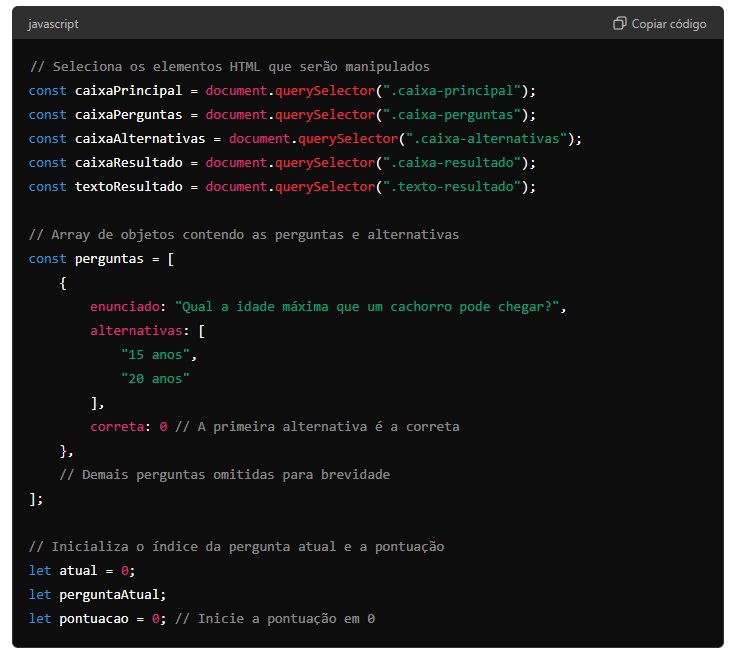 javascript
Copiar código
// Seleciona os elementos HTML que serão manipulados
const caixaPrincipal = document.querySelector(".caixa-principal");
const caixaPerguntas = document.querySelector(".caixa-perguntas");
const caixaAlternativas = document.querySelector(".caixa-alternativas");
const caixaResultado = document.querySelector(".caixa-resultado");
const textoResultado = document.querySelector(".texto-resultado");
// Array de objetos contendo as perguntas e alternativas
const perguntas = [
    {
        enunciado: "Qual a idade máxima que um cachorro pode chegar?",
        alternativas: [
            "15 anos",
            "20 anos"
        ],
        correta: 0 // A primeira alternativa é a correta
    },
    // Demais perguntas omitidas para brevidade
];
// Inicializa o índice da pergunta atual e a pontuação
let atual = 0;
let perguntaAtual;
let pontuacao = 0; // Inicie a pontuação em 0